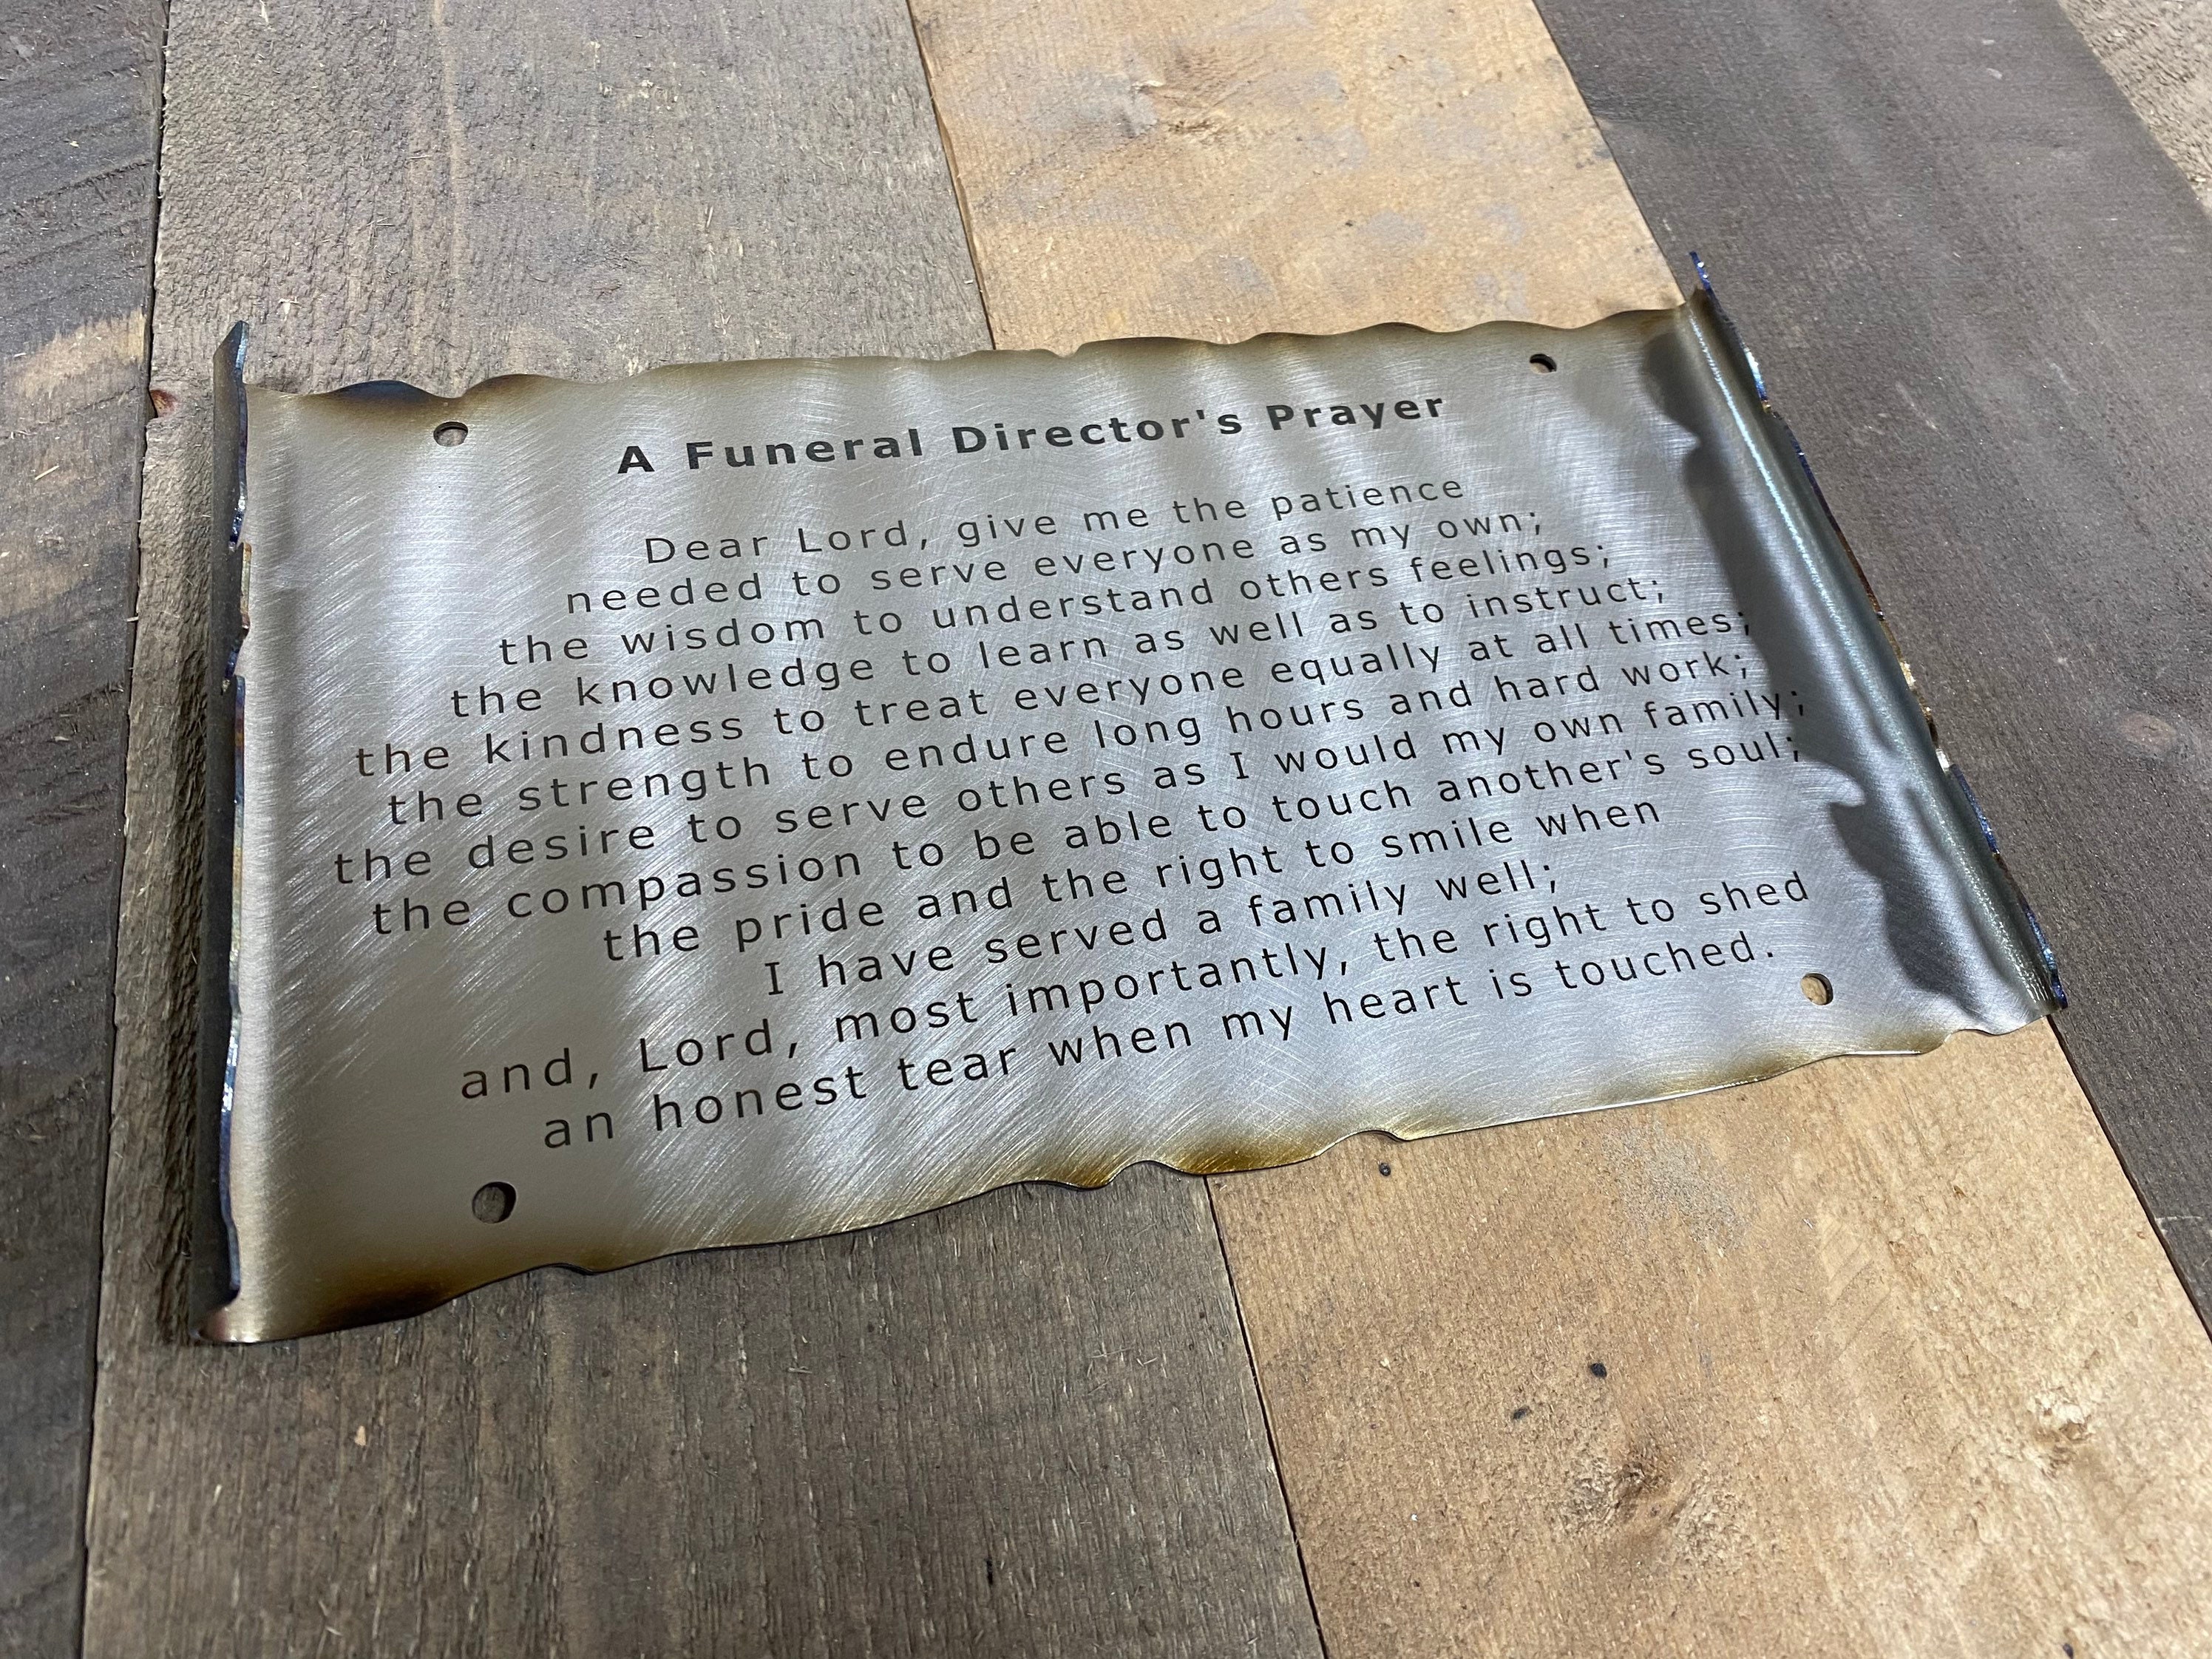 A Funeral Director's Prayer
Dear Lord, give me the patience
needed to serve everyone as my own;
the wisdom to understand others feelings;
the knowledge to learn as well as to instruct;
the kindness to treat everyone equally at all times;
the strength to endure long hours and hard work;
the desire to serve others as I would my own family;
the compassion to be able to touch another's soul;
the pride and the right to smile when
I have served a family well;
and, Lord, most importantly, the right to shed
an honest tear when my heart is touched.